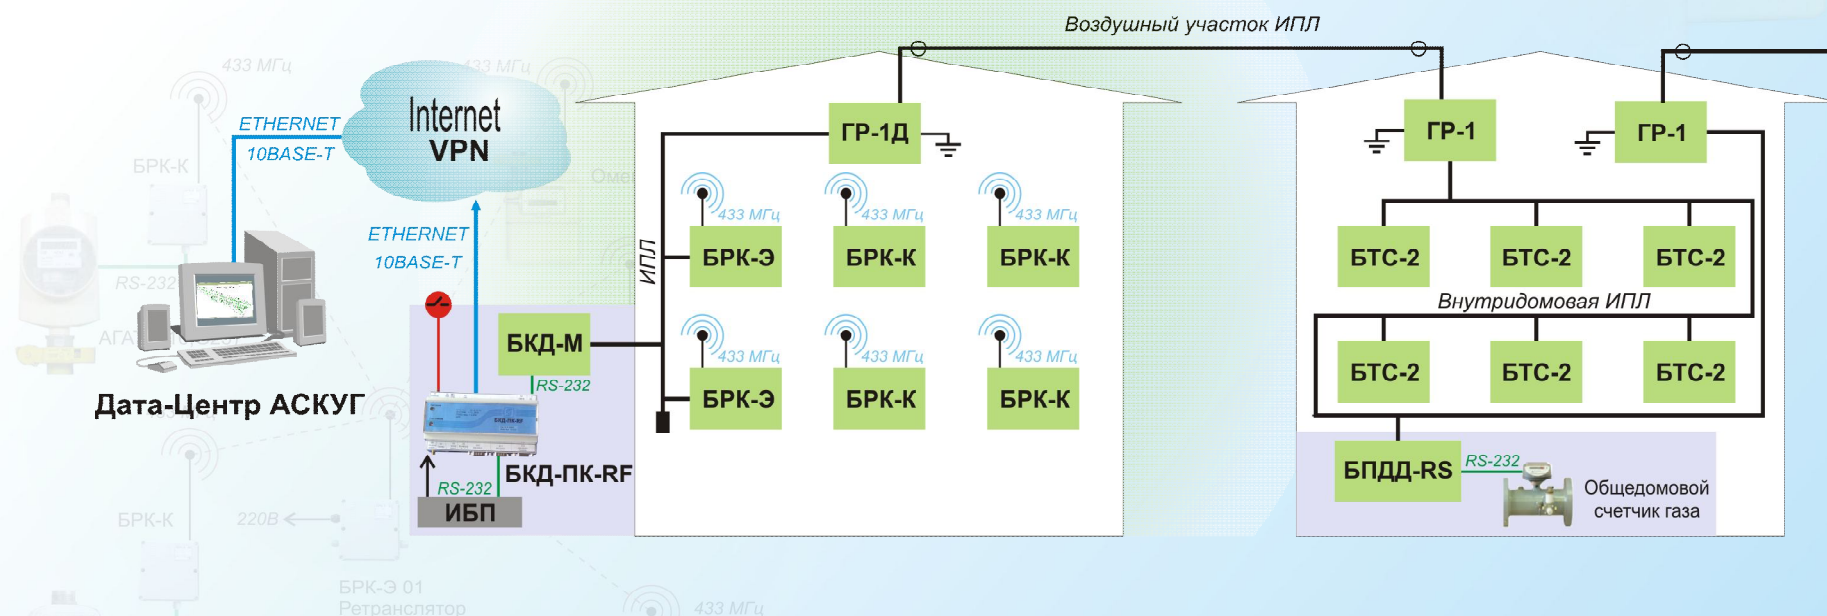 Воздушный участок ИПЛ
433 МГц
433 МГц
ETHERNET
10BASE-T
Internet
VPN
ГР-1Д
ГР-1
ГР-1
БРК-К
433 МГц
433 МГц
433 МГц
ETHERNET
10BASE-T
ИПЛ
БРК-Э
БРК-К
БРК-К
БТС-2
БТС-2
БТС-2
RS-232
Внутридомовая ИПЛ
БКД-М
433 МГц
433 МГц
433 МГц
RS-232
БРК-Э
БРК-К
БРК-К
БТС-2
БТС-2
БТС-2
Дата-Центр АСКУГ
БКД-ПК-RF
БКД-ПК-RF
RS-232
ИБП
БПДД-RS
RS-232
Общедомовой
счетчик газа
БРК-К
220В
БРК-Э 01
Ретранслятор
433 МГц